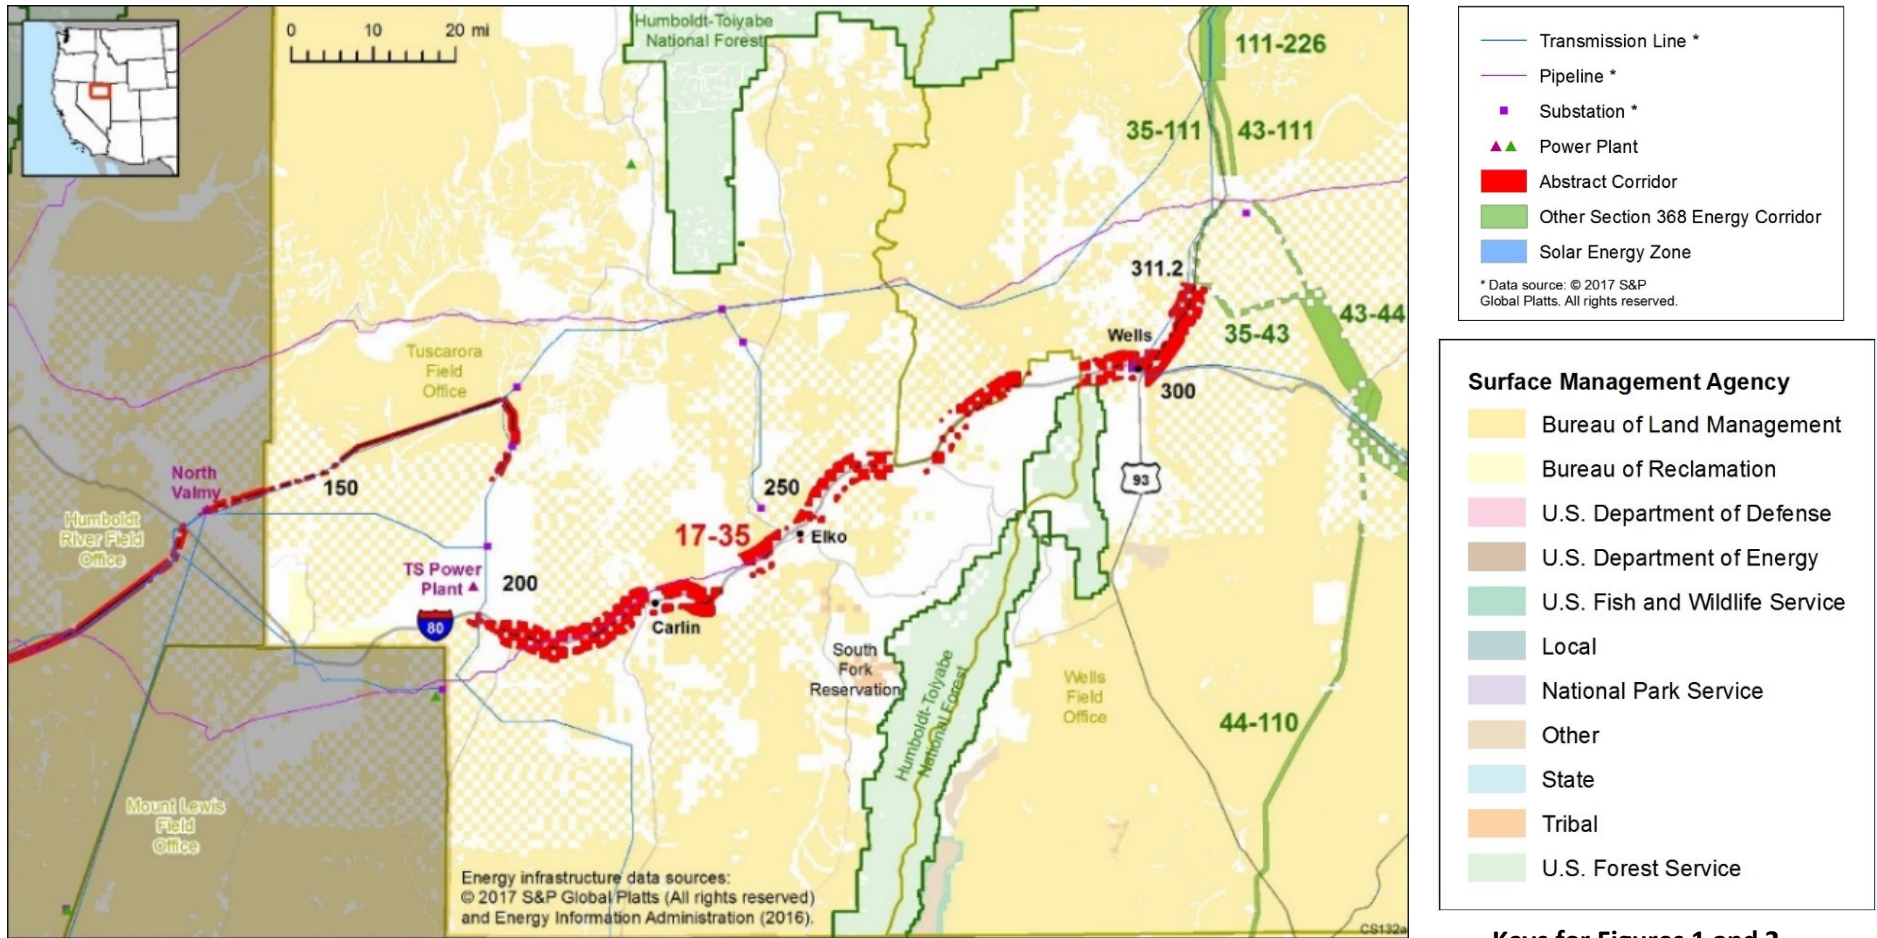 0 10 20 mi
Humboldt-Toiyabe
National Forest
111-226
35-111
43-111
311.2
43-44
35-43
Wells
300
Tuscarora
Field
Office
North
Valmy
150
93
250
Humboldt
River Field
Office
17-35
Elko
TS Power
Plant
200
80
Carlin
South
Fork
Reservation
Humboldt-Toiyabe
National Forest
Wells
Field
Office
44-110
Mount Lewis
Field
Office
Energy infrastructure data sources:
© 2017 S&P Global Platts (All rights reserved)
and Energy Information Administration (2016).
CS132a
Transmission Line *
Pipeline *
Substation *
Power Plant
Abstract Corridor
Other Section 368 Energy Corridor
Solar Energy Zone
* Data source: © 2017 S&P
Global Platts. All rights reserved.
Surface Management Agency
Bureau of Land Management
Bureau of Reclamation
U.S. Department of Defense
U.S. Department of Energy
U.S. Fish and Wildlife Service
Local
National Park Service
Other
State
Tribal
U.S. Forest Service
Keys for Figures 1 and 2